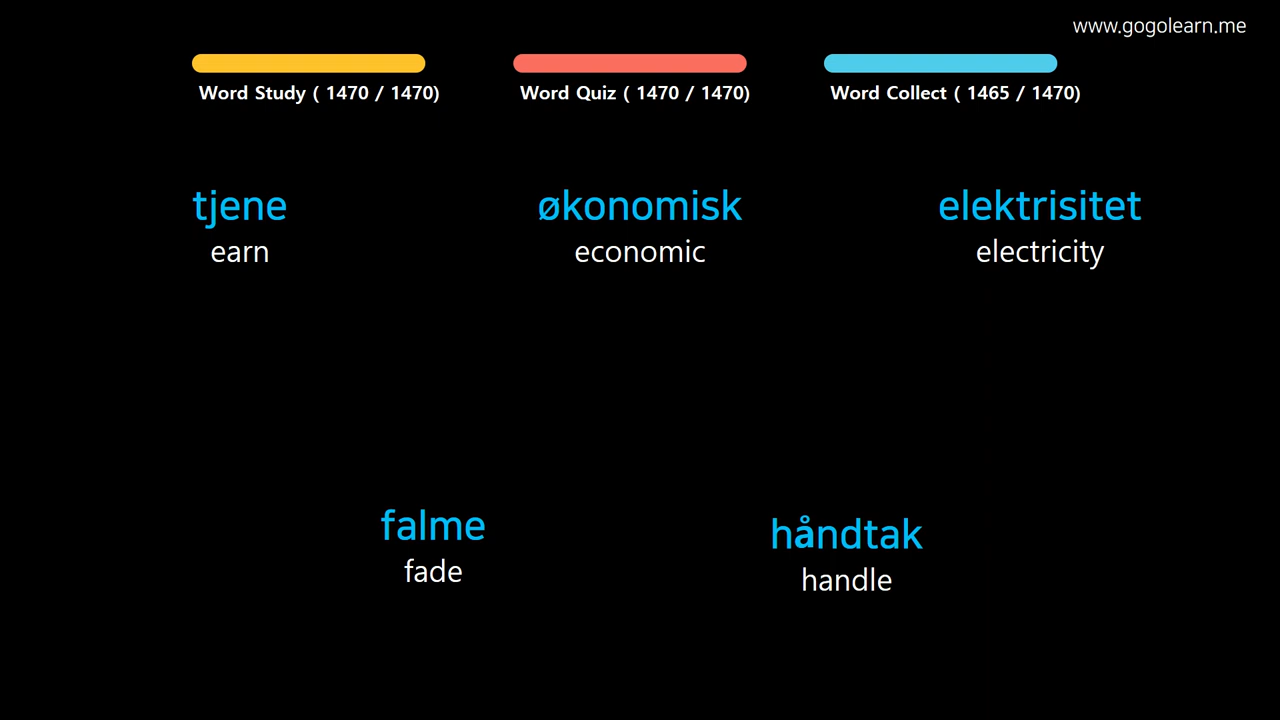 www.gogolearn.me
Word Study ( 1470 / 1470)
Word Quiz ( 1470 / 1470)
Word Collect ( 1465 / 1470)
tjene
earn
økonomisk
economic
elektrisitet
electricity
falme
fade
håndtak
handle